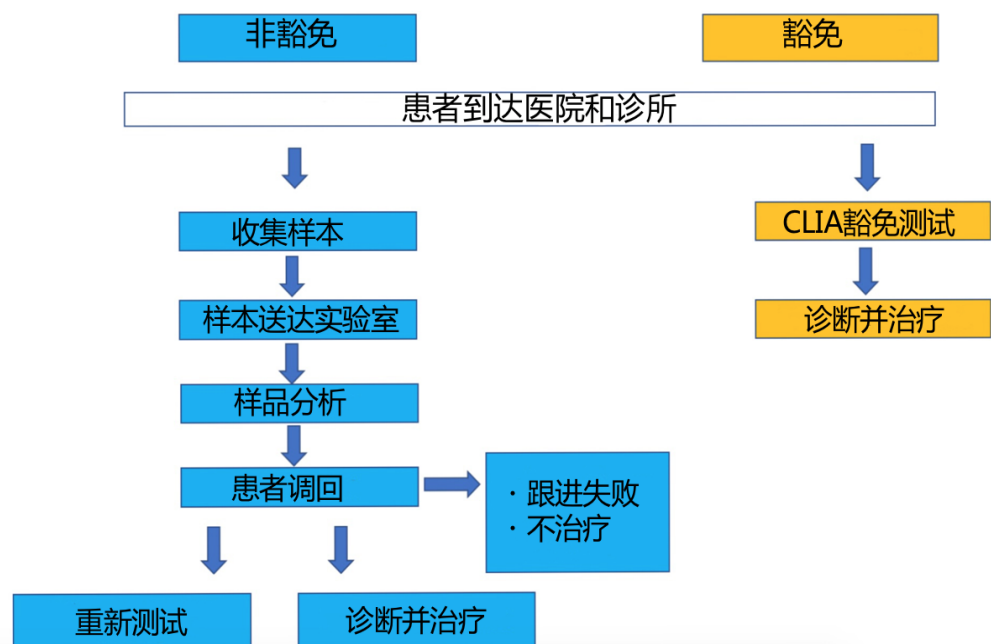 非豁免
豁免
患者到达医院和诊所
收集样本
CLIA豁免测试
样本送达实验室
诊断并治疗
样品分析
患者调回
· 跟进失败
· 不治疗
重新测试
诊断并治疗